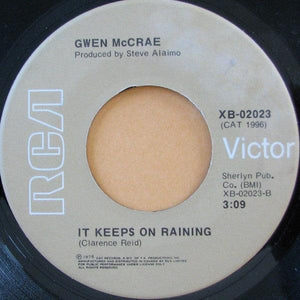 GWEN McCRAE
Produced by Steve Alaimo
RCA
XB-02023
(CAT 1996)
Victor
Sherlyn Pub.
Co. (BMI)
XB-02023-B
3:09
IT KEEPS ON RAINING
(Clarence Reid)